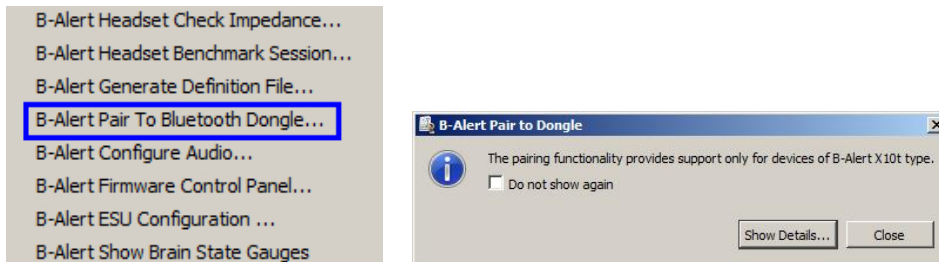 B-Alert Headset Check Impedance...
B-Alert Headset Benchmark Session...
B-Alert Generate Definition File...
B-Alert Pair To Bluetooth Dongle...
B-Alert Configure Audio...
B-Alert Firmware Control Panel...
B-Alert ESU Configuration ...
B-Alert Show Brain State Gauges
B-Alert Pair to Dongle
The pairing functionality provides support only for devices of B-Alert X10t type.
Do not show again
Show Details... Close